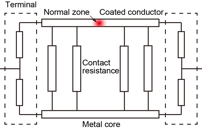 Terminal
Normal zone
Coated conductor
Contact
resistance
Metal core